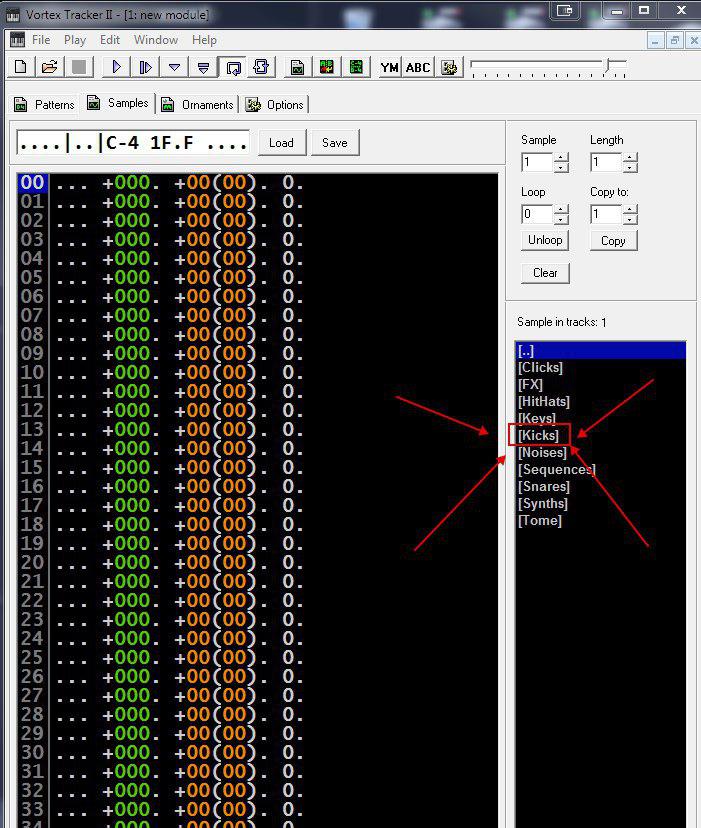 Vortex Tracker II - [1: new module]
File Play Edit Window Help
YM ABC
Patterns Samples Ornaments Options
....|..|C-4 1F.F .... Load Save
Sample Length
1 1
Loop Copy to:
0 1
Unloop Copy
Clear
Sample in tracks: 1
[..]
[Clicks]
[FX]
[HitHats]
[Keys]
[Kicks]
[Noises]
[Sequences]
[Snares]
[Synths]
[Tome]
00 ... +000. +00(00). 0.
01 ... +000. +00(00). 0.
02 ... +000. +00(00). 0.
03 ... +000. +00(00). 0.
04 ... +000. +00(00). 0.
05 ... +000. +00(00). 0.
06 ... +000. +00(00). 0.
07 ... +000. +00(00). 0.
08 ... +000. +00(00). 0.
09 ... +000. +00(00). 0.
10 ... +000. +00(00). 0.
11 ... +000. +00(00). 0.
12 ... +000. +00(00). 0.
13 ... +000. +00(00). 0.
14 ... +000. +00(00). 0.
15 ... +000. +00(00). 0.
16 ... +000. +00(00). 0.
17 ... +000. +00(00). 0.
18 ... +000. +00(00). 0.
19 ... +000. +00(00). 0.
20 ... +000. +00(00). 0.
21 ... +000. +00(00). 0.
22 ... +000. +00(00). 0.
23 ... +000. +00(00). 0.
24 ... +000. +00(00). 0.
25 ... +000. +00(00). 0.
26 ... +000. +00(00). 0.
27 ... +000. +00(00). 0.
28 ... +000. +00(00). 0.
29 ... +000. +00(00). 0.
30 ... +000. +00(00). 0.
31 ... +000. +00(00). 0.
32 ... +000. +00(00). 0.
33 ... +000. +00(00). 0.